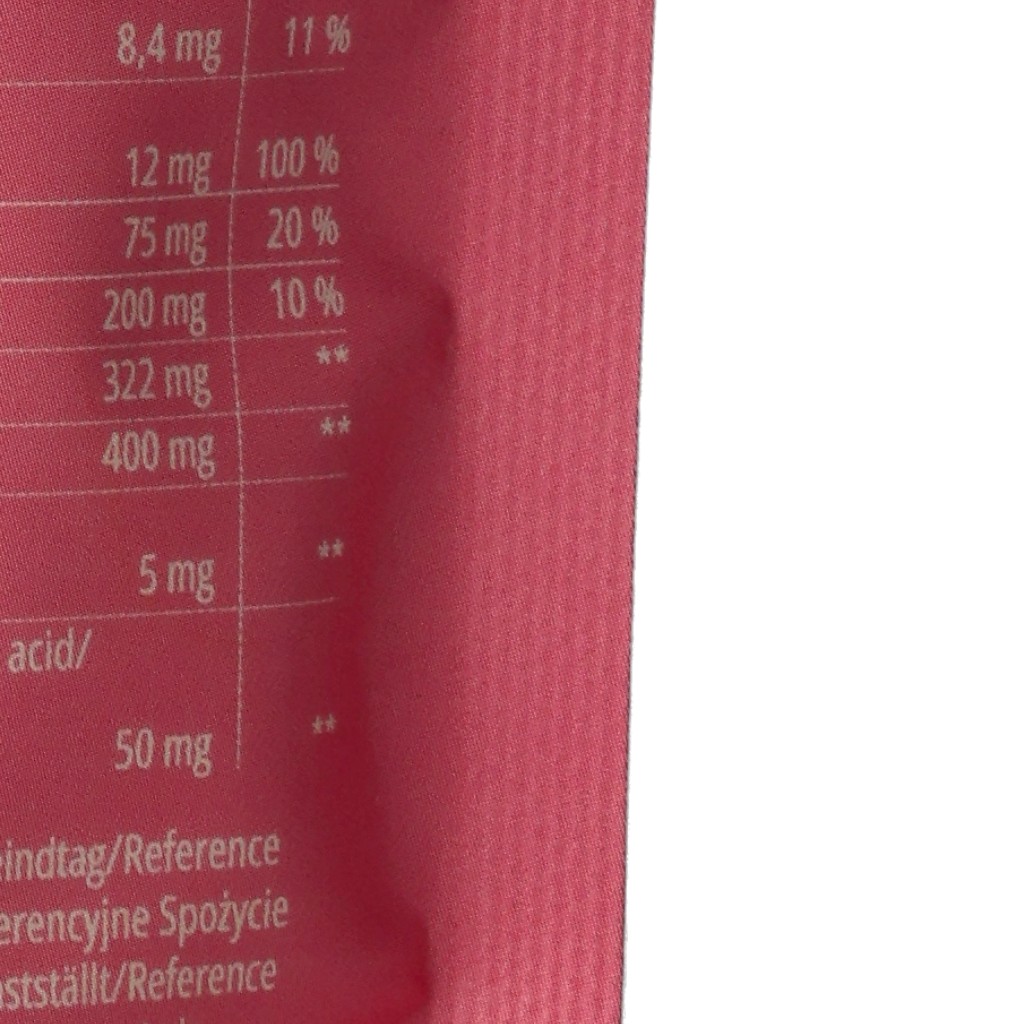 8,4 mg 11 %
12 mg 100 %
75 mg 20 %
200 mg 10 %
322 mg **
400 mg **
5 mg **
acid/
50 mg **
eindtag/Reference
erencyjne Spożycie
astställt/Reference